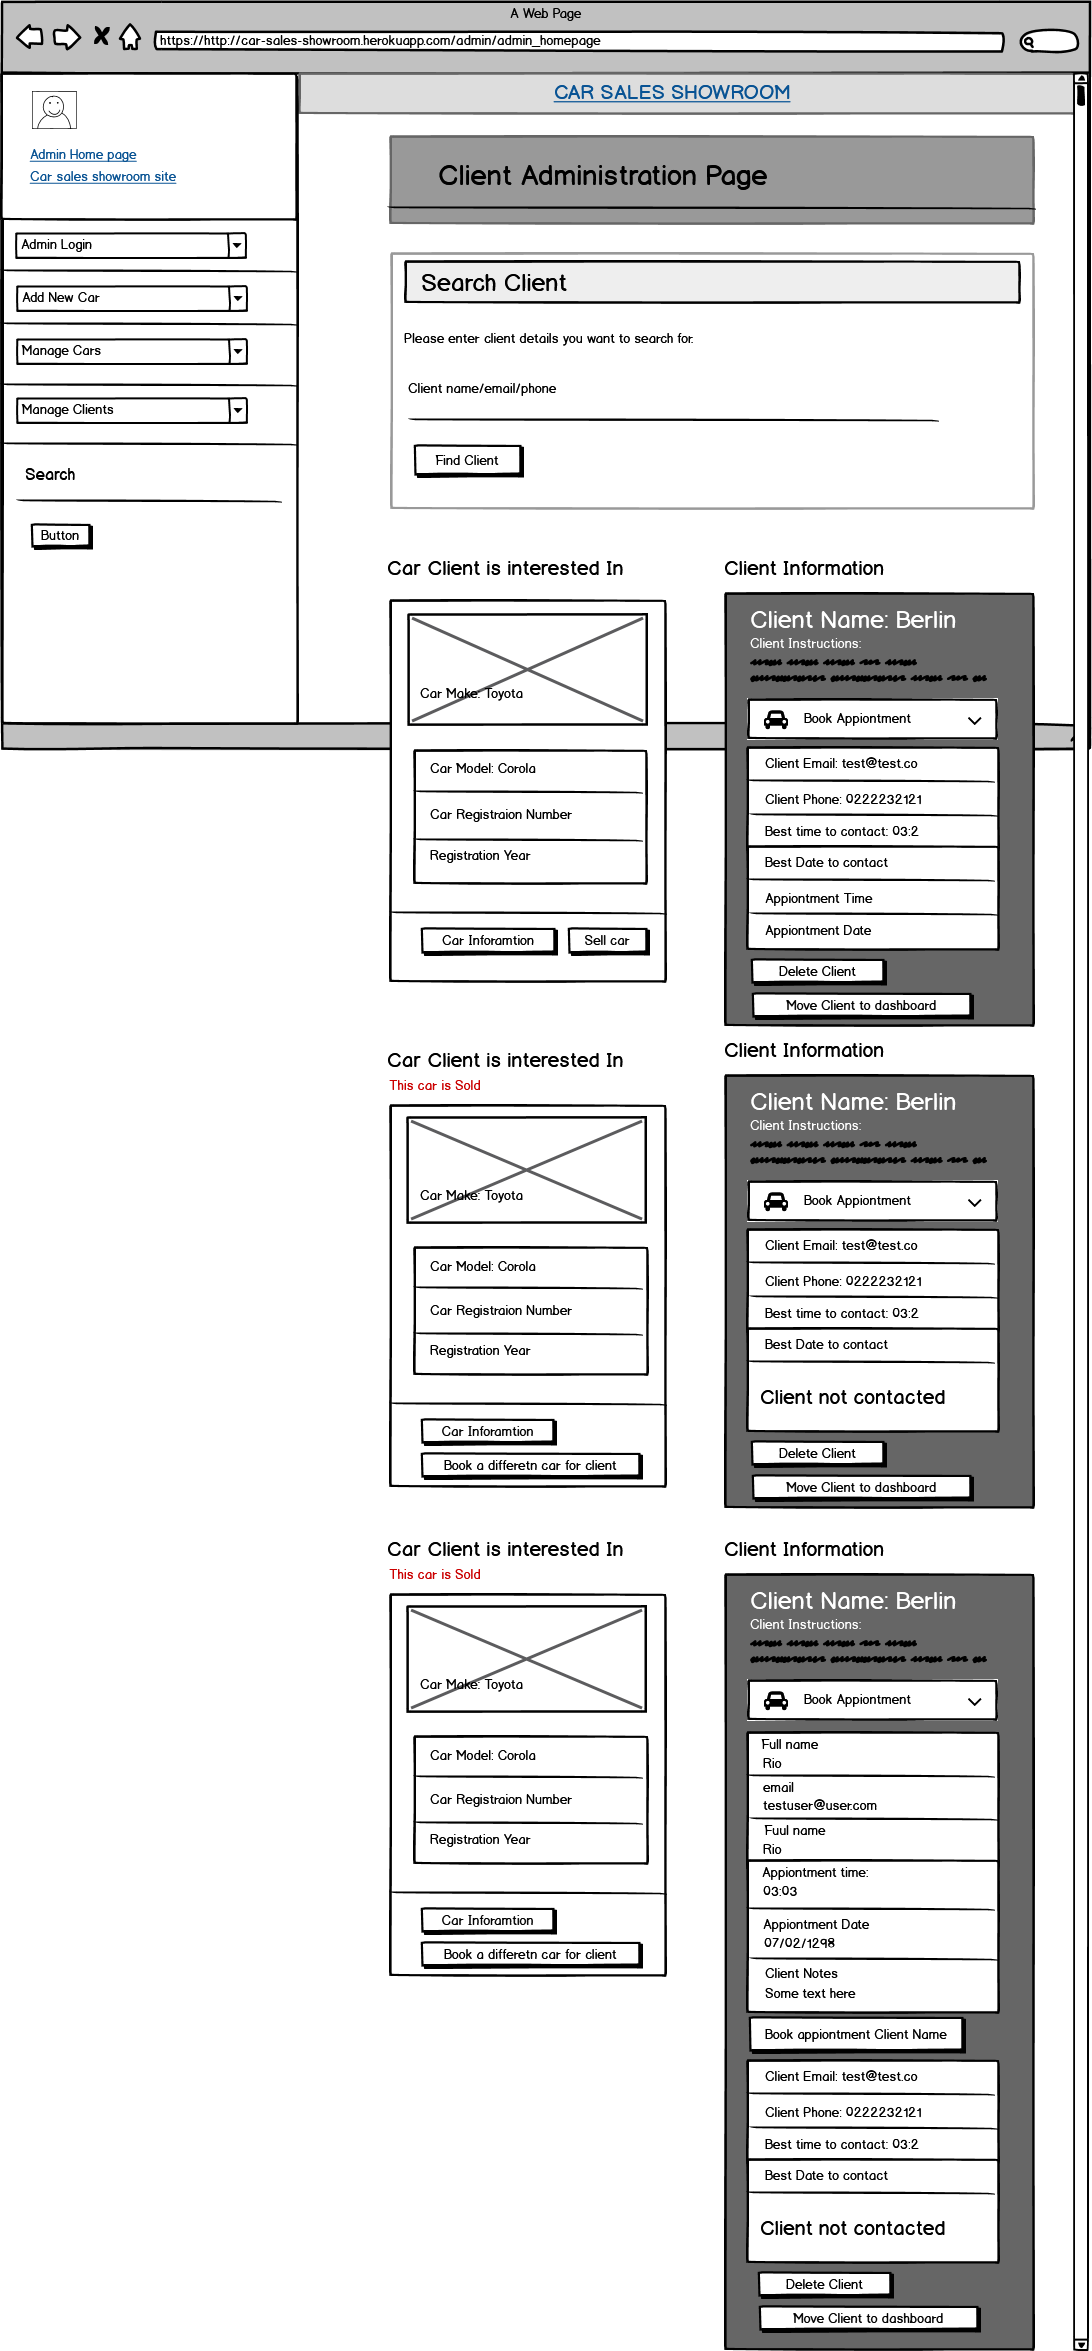 A Web Page
https://http://car-sales-showroom.herokuapp.com/admin/admin_homepage
CAR SALES SHOWROOM
Admin Home page
Car sales showroom site
Admin Login
Add New Car
Manage Cars
Manage Clients
Search
Button
Client Administration Page
Search Client
Please enter client details you want to search for.
Client name/email/phone
Find Client
Car Client is interested In
Car Make: Toyota
Car Model: Corola
Car Registraion Number
Registration Year
Car Inforamtion
Sell car
Client Information
Client Name: Berlin
Client Instructions:
Book Appiontment
Client Email: test@test.co
Client Phone: 0222232121
Best time to contact: 03:2
Best Date to contact
Appiontment Time
Appiontment Date
Delete Client
Move Client to dashboard
Car Client is interested In
This car is Sold
Car Make: Toyota
Car Model: Corola
Car Registraion Number
Registration Year
Car Inforamtion
Book a differetn car for client
Client Information
Client Name: Berlin
Client Instructions:
Book Appiontment
Client Email: test@test.co
Client Phone: 0222232121
Best time to contact: 03:2
Best Date to contact
Client not contacted
Delete Client
Move Client to dashboard
Car Client is interested In
This car is Sold
Car Make: Toyota
Car Model: Corola
Car Registraion Number
Registration Year
Car Inforamtion
Book a differetn car for client
Client Information
Client Name: Berlin
Client Instructions:
Book Appiontment
Full name
Rio
email
testuser@user.com
Fuul name
Rio
Appiontment time:
03:03
Appiontment Date
07/02/1298
Client Notes
Some text here
Book appiontment Client Name
Client Email: test@test.co
Client Phone: 0222232121
Best time to contact: 03:2
Best Date to contact
Client not contacted
Delete Client
Move Client to dashboard